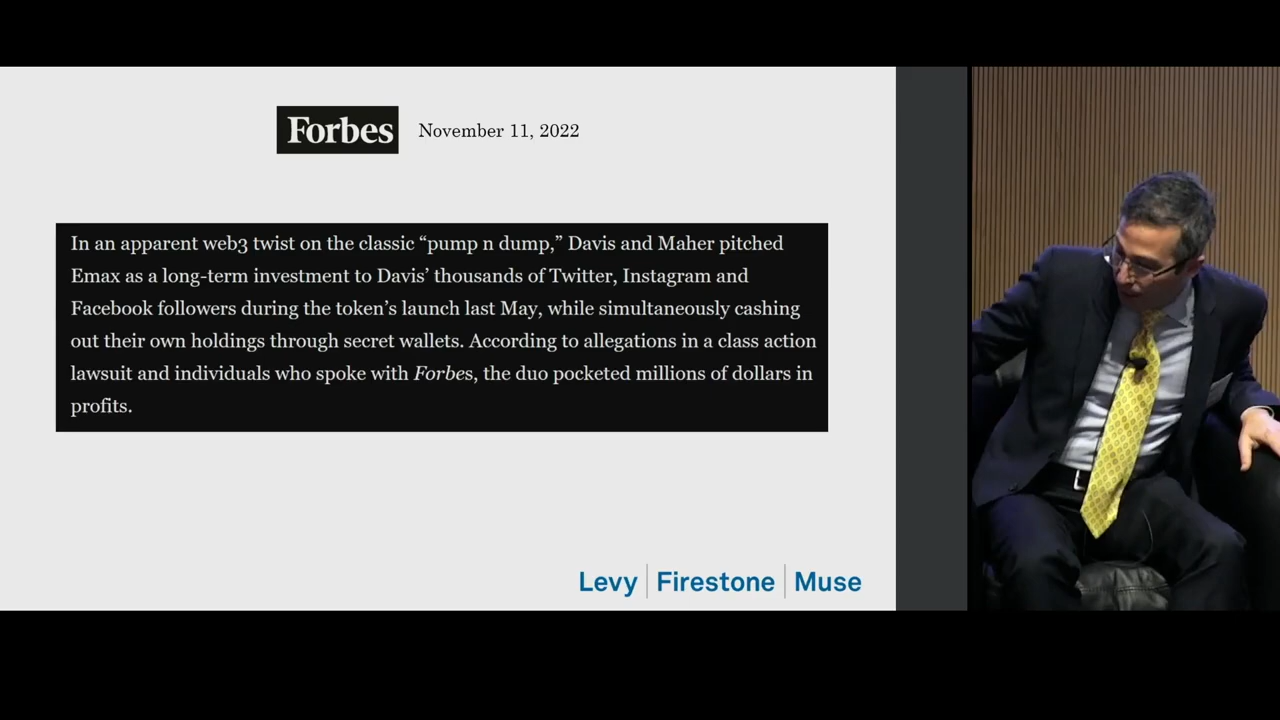 Forbes November 11, 2022
In an apparent web3 twist on the classic “pump n dump,” Davis and Maher pitched
Emax as a long-term investment to Davis’ thousands of Twitter, Instagram and
Facebook followers during the token’s launch last May, while simultaneously cashing
out their own holdings through secret wallets. According to allegations in a class action
lawsuit and individuals who spoke with Forbes, the duo pocketed millions of dollars in
profits.
Levy | Firestone | Muse